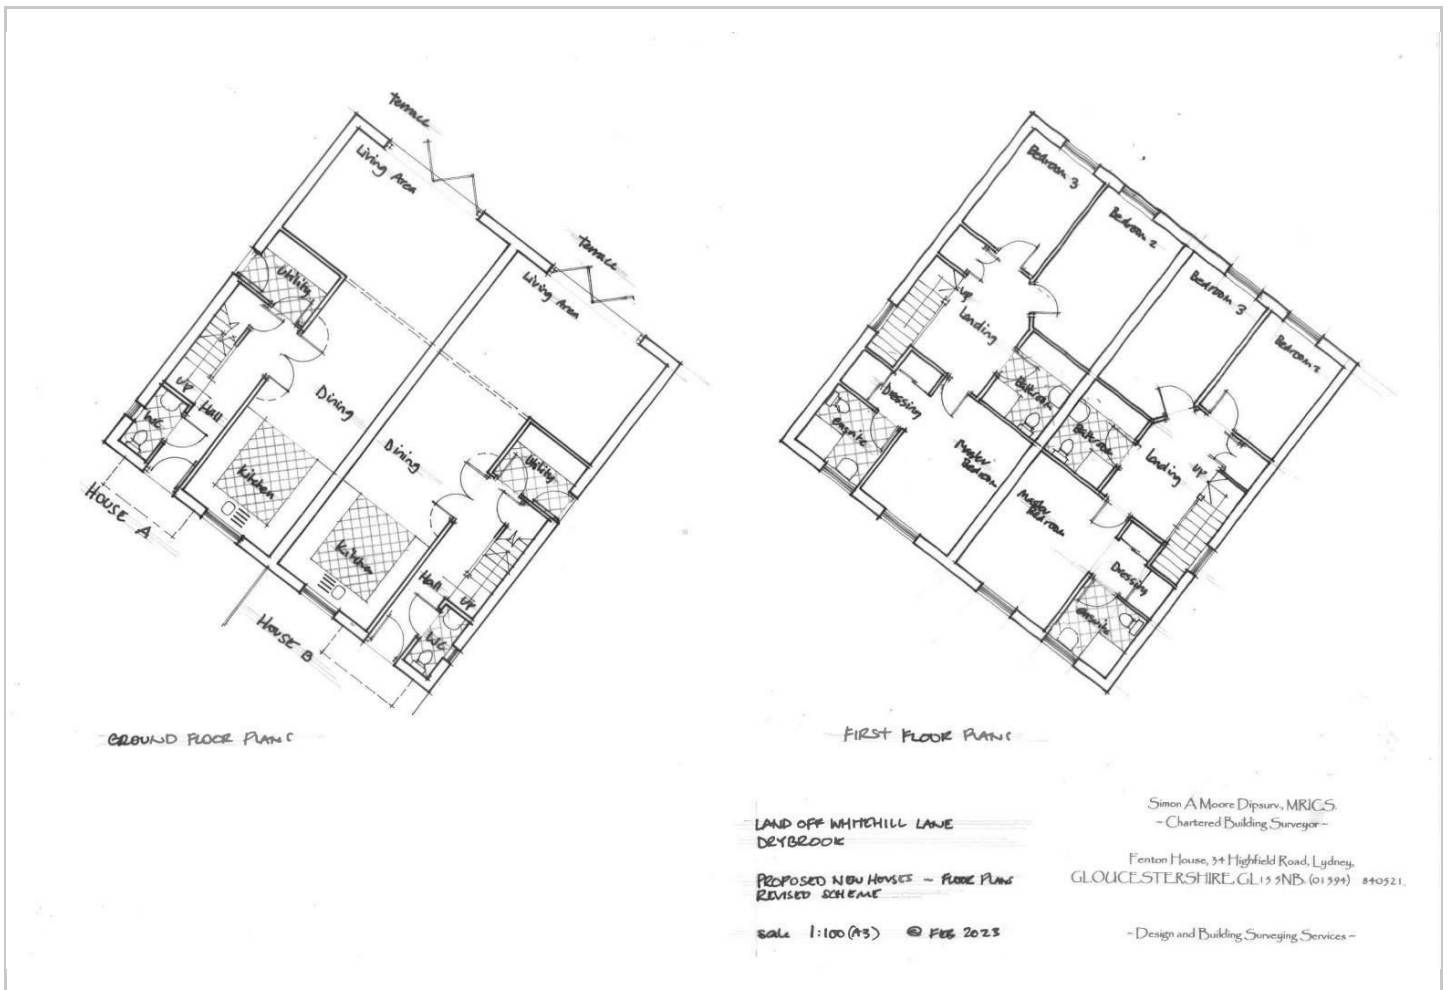 terrace
Living Area
terrace
Living Area
Utility
Dining
UP
Hall
WC
Kitchen
HOUSE A
Dining
Utility
Kitchen
Hall
UP
WC
HOUSE B
GROUND FLOOR PLANS
Bedroom 3
Bedroom 2
Bedroom 3
Bedroom 2
UP
Landing
Dressing
Ensuite
Bathroom
Master
Bedroom
Bathroom
Landing
UP
Master
Bedroom
Dressing
ensuite
FIRST FLOOR PLANS
LAND OFF WHITEHILL LANE
DRYBROOK
PROPOSED NEW HOUSES - FLOOR PLANS
REVISED SCHEME
scale 1:100 (A3) @ FEB 2023
Simon A Moore Dipsurv., MRICS.
~ Chartered Building Surveyor ~
Fenton House, 34 Highfield Road, Lydney,
GLOUCESTERSHIRE, GL15 5NB. (01594) 840521.
~ Design and Building Surveying Services ~